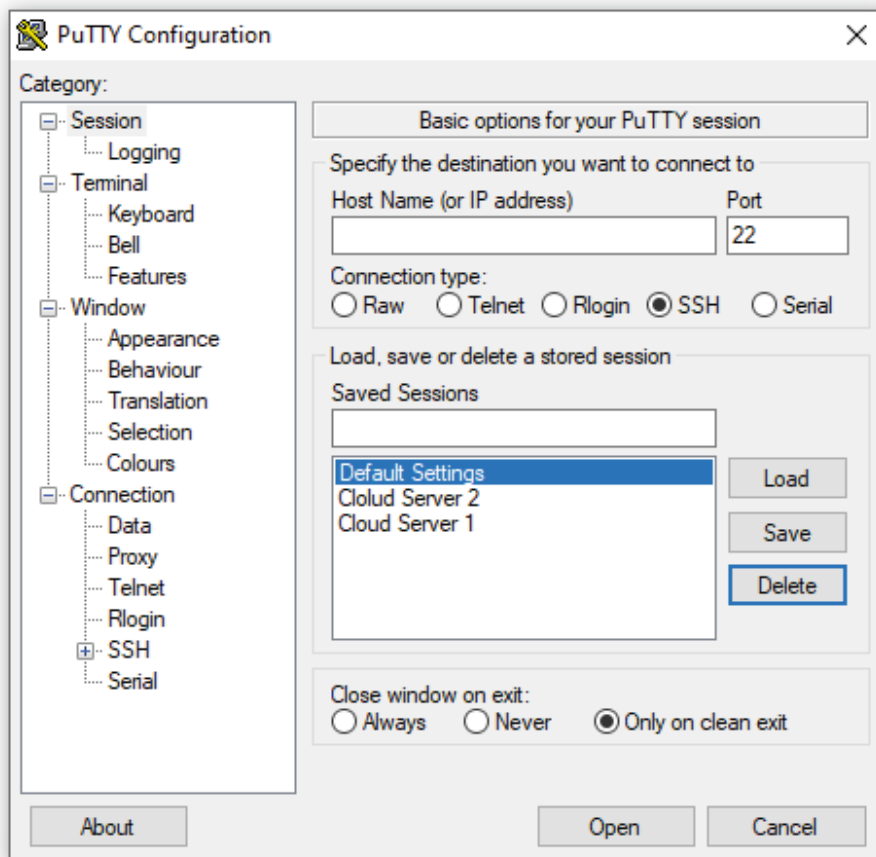 PuTTY Configuration
Category:
Session
Logging
Terminal
Keyboard
Bell
Features
Window
Appearance
Behaviour
Translation
Selection
Colours
Connection
Data
Proxy
Telnet
Rlogin
SSH
Serial
Basic options for your PuTTY session
Specify the destination you want to connect to
Host Name (or IP address) Port
22
Connection type:
Raw Telnet Rlogin SSH Serial
Load, save or delete a stored session
Saved Sessions
Default Settings
Clolud Server 2
Cloud Server 1
Load
Save
Delete
Close window on exit:
Always Never Only on clean exit
About Open Cancel